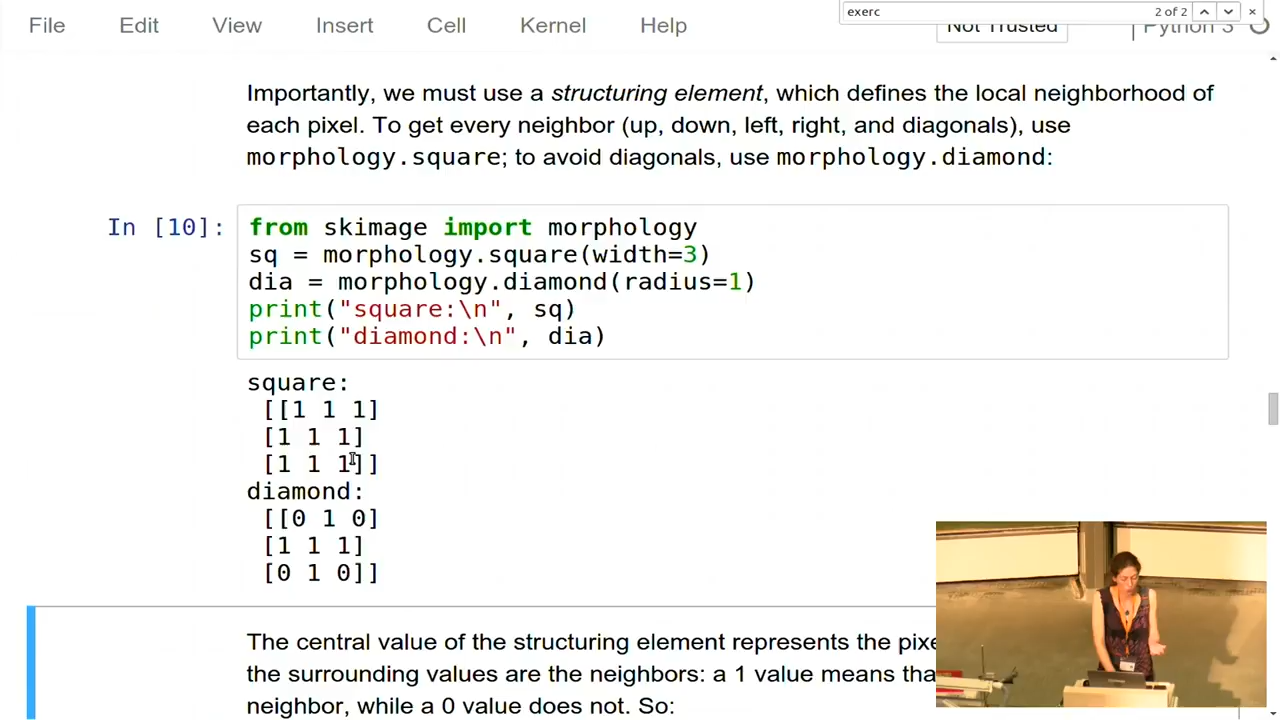 exerc 2 of 2
File Edit View Insert Cell Kernel Help Not Trusted Python 3
Importantly, we must use a structuring element, which defines the local neighborhood of
each pixel. To get every neighbor (up, down, left, right, and diagonals), use
morphology.square; to avoid diagonals, use morphology.diamond:
In [10]: from skimage import morphology
sq = morphology.square(width=3)
dia = morphology.diamond(radius=1)
print("square:\n", sq)
print("diamond:\n", dia)
square:
[[1 1 1]
[1 1 1]
[1 1 1]]
diamond:
[[0 1 0]
[1 1 1]
[0 1 0]]
The central value of the structuring element represents the
the surrounding values are the neighbors: a 1 value means
neighbor, while a 0 value does not. So: